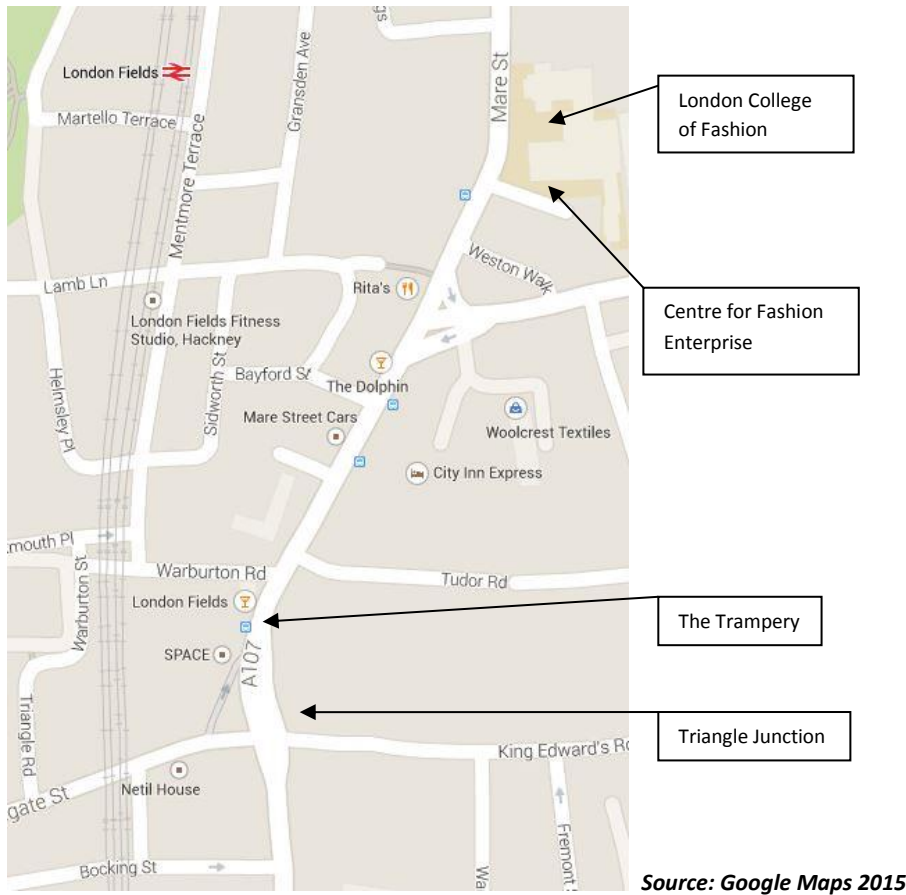 London Fields
Martello Terrace
Mentmore Terrace
Gransden Ave
Mare St
Lamb Ln
London Fields Fitness
Studio, Hackney
Rita's
Weston Walk
Helmsley Pl
Sidworth St
Bayford St
The Dolphin
Mare Street Cars
Woolcrest Textiles
City Inn Express
mouth Pl
Warburton St
Warburton Rd
Tudor Rd
London Fields
SPACE
A107
Triangle Rd
King Edward's R
Netil House
gate St
Bocking St
Fremont S
Wa
London College
of Fashion
Centre for Fashion
Enterprise
The Trampery
Triangle Junction
Source: Google Maps 2015